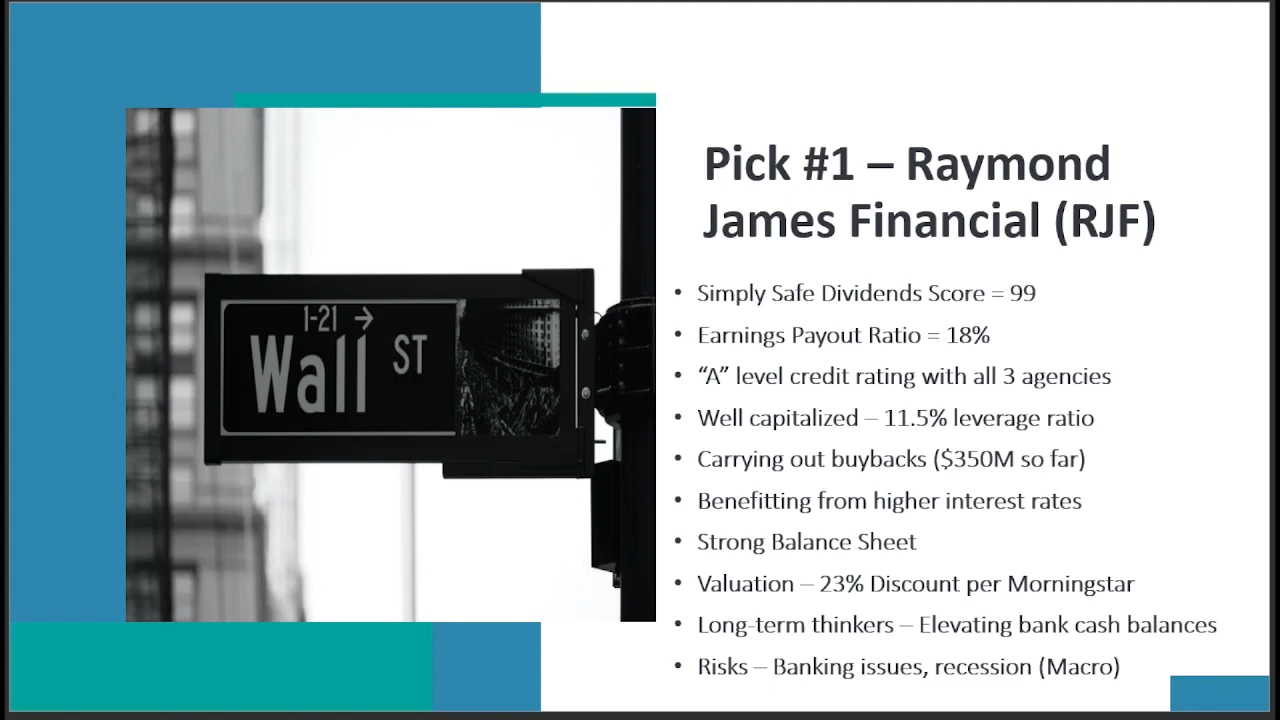 Pick #1 – Raymond
James Financial (RJF)
• Simply Safe Dividends Score = 99
• Earnings Payout Ratio = 18%
• “A” level credit rating with all 3 agencies
• Well capitalized – 11.5% leverage ratio
• Carrying out buybacks ($350M so far)
• Benefitting from higher interest rates
• Strong Balance Sheet
• Valuation – 23% Discount per Morningstar
• Long-term thinkers – Elevating bank cash balances
• Risks – Banking issues, recession (Macro)
1-21 →
Wall ST